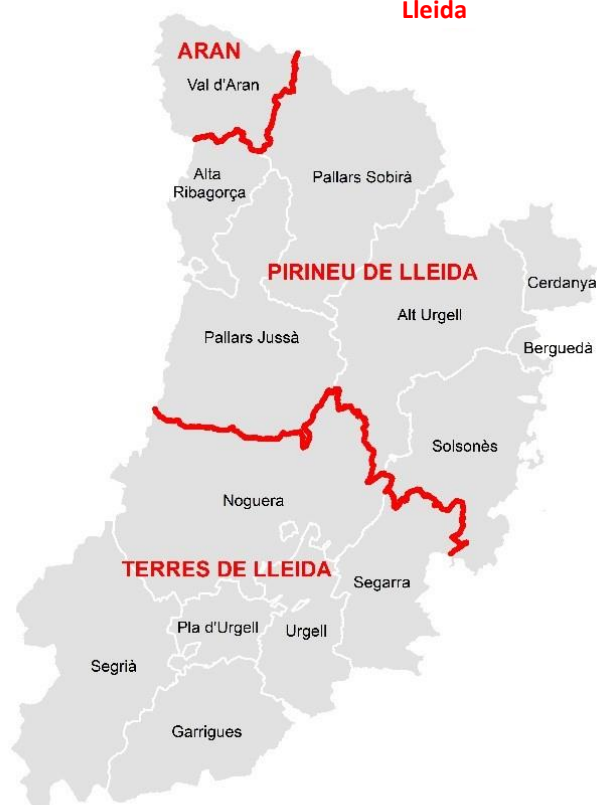 Lleida
ARAN
Val d'Aran
Alta
Ribagorça
Pallars Sobirà
PIRINEU DE LLEIDA
Cerdanya
Alt Urgell
Pallars Jussà
Berguedà
Solsonès
Noguera
TERRES DE LLEIDA
Segarra
Pla d'Urgell
Urgell
Segrià
Garrigues